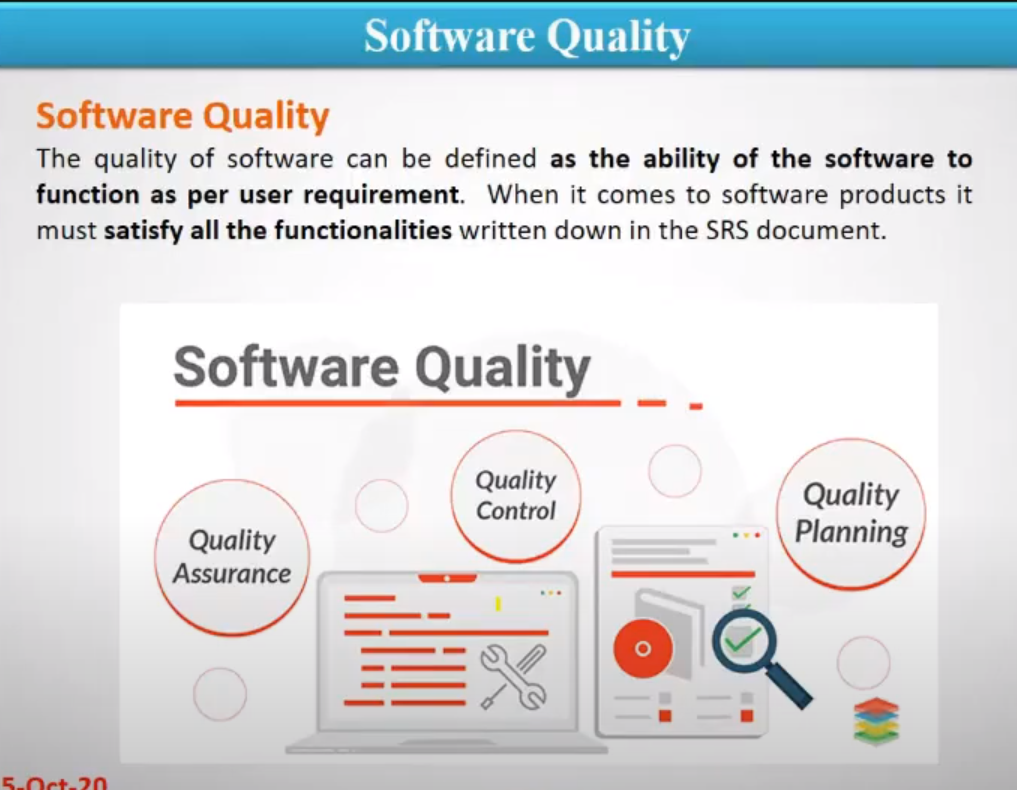 Software Quality
Software Quality
The quality of software can be defined as the ability of the software to
function as per user requirement. When it comes to software products it
must satisfy all the functionalities written down in the SRS document.
Software Quality
Quality
Assurance
Quality
Control
Quality
Planning
5-Oct-20